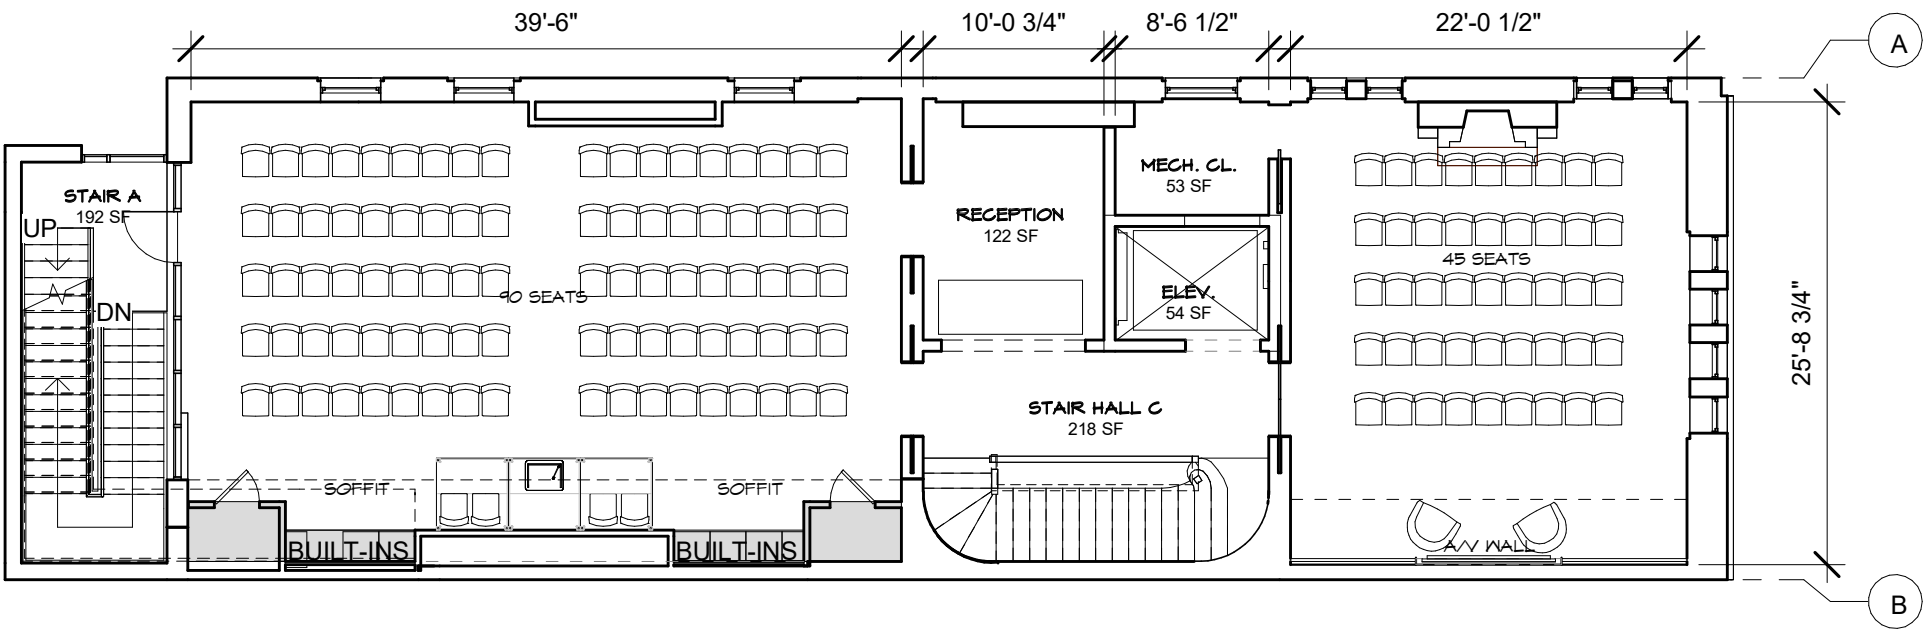 39'-6"
10'-0 3/4"
8'-6 1/2"
22'-0 1/2"
A
STAIR A
192 SF
UP
DN
90 SEATS
RECEPTION
122 SF
MECH. CL.
53 SF
ELEV.
54 SF
45 SEATS
25'-8 3/4"
STAIR HALL C
218 SF
SOFFIT
SOFFIT
BUILT-INS
BUILT-INS
A/V WALL
B